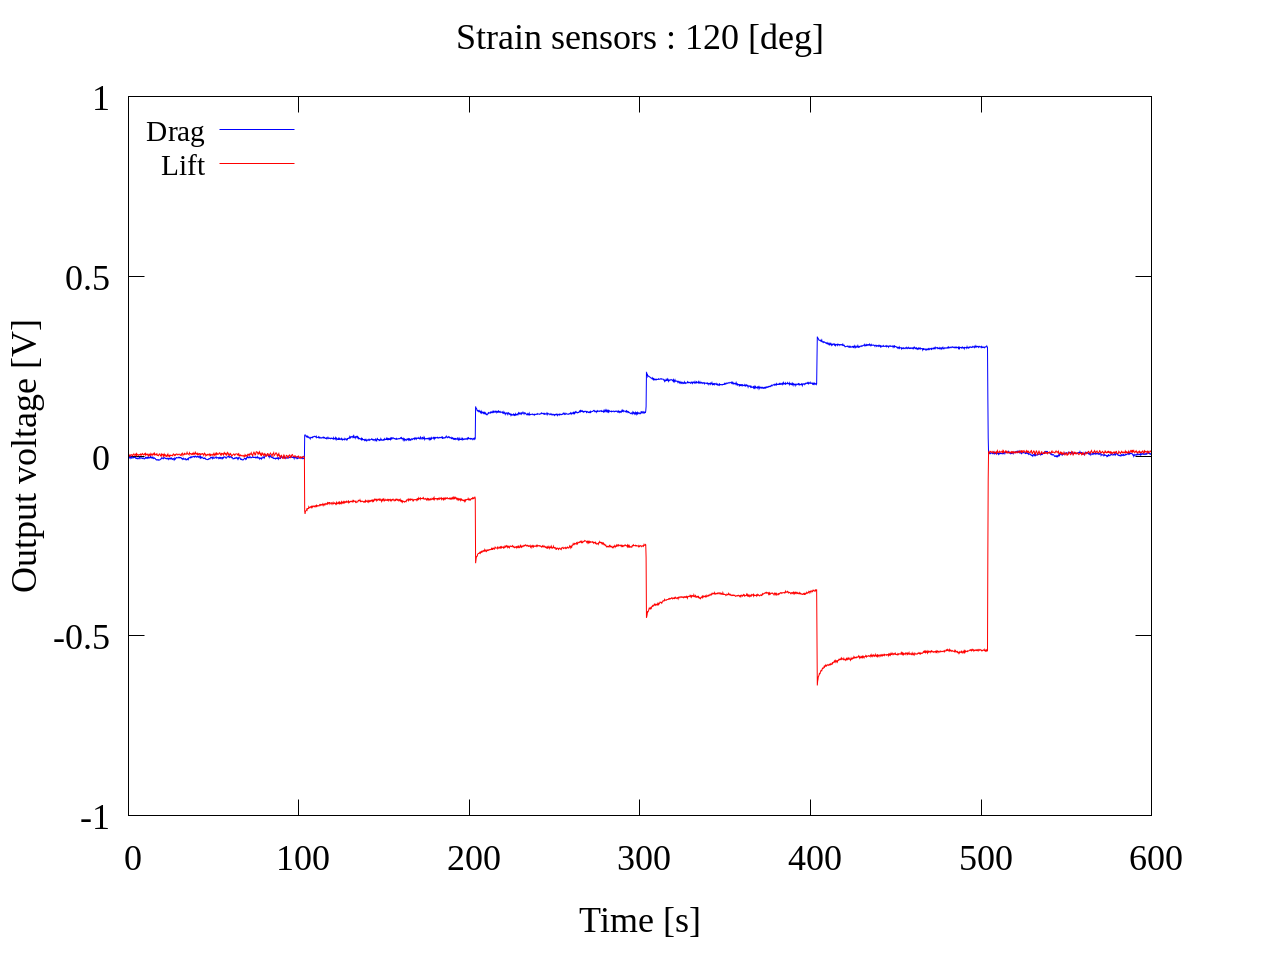 Strain sensors : 120 [deg]
1
0.5
0
-0.5
-1
Drag
Lift
Output voltage [V]
0 100 200 300 400 500 600
Time [s]